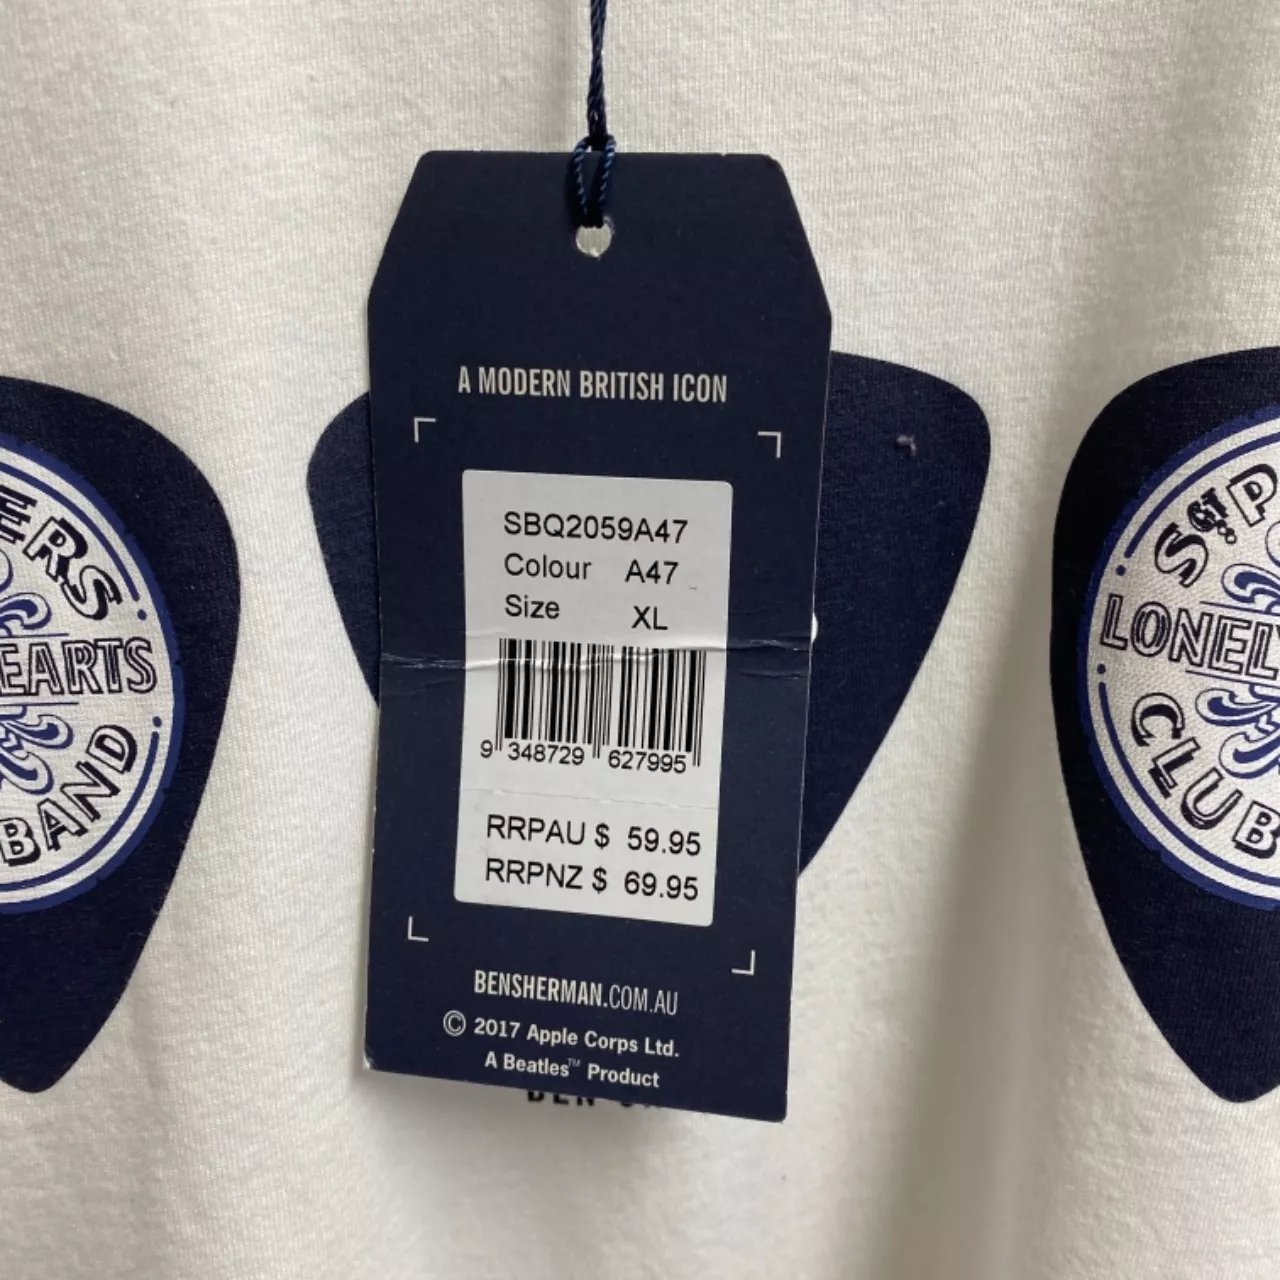 A MODERN BRITISH ICON
SBQ2059A47
Colour A47
Size XL
9 348729 627995
RRPAU $ 59.95
RRPNZ $ 69.95
BENSHERMAN.COM.AU
© 2017 Apple Corps Ltd.
A Beatles™ Product
ERS
EARTS
BAND
SGT. P
LONELY
CLUB
BEN